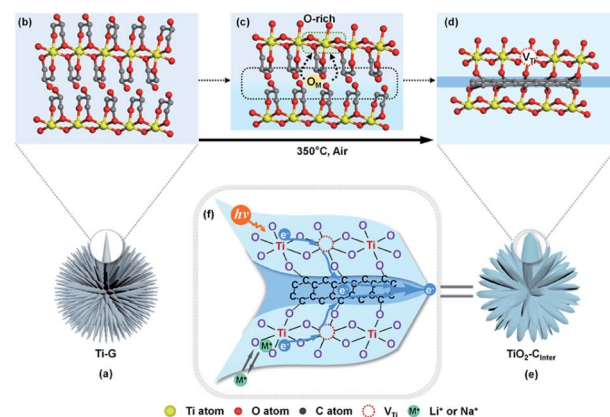 (b)
(c)
O-rich
(d)
V_Ti
O_M
350°C, Air
(f)
hν
O O O O
O O
Ti e⁻ Ti
O O O
O O O O
C C C C C
C C C C
e⁻ e⁻
O O O O
O Ti Ti O
M⁺ e⁻
O O O O
M⁺
Ti-G
(a)
TiO₂-C_Inter
(e)
Ti atom O atom C atom M⁺ Li⁺ or Na⁺ V_Ti